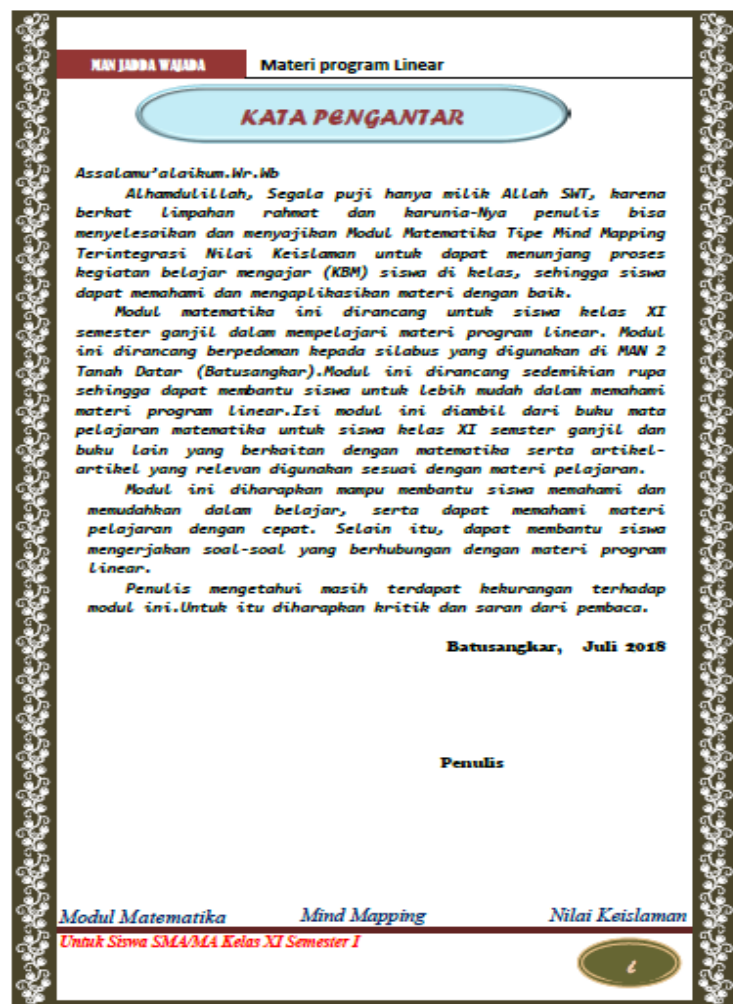 MAN JADDA WAJADA Materi program Linear
KATA PENGANTAR
Assalamu'alaikum.Wr.Wb
Alhamdulillah, Segala puji hanya milik Allah SWT, karena
berkat limpahan rahmat dan karunia-Nya penulis bisa
menyelesaikan dan menyajikan Modul Matematika Tipe Mind Mapping
Terintegrasi Nilai Keislaman untuk dapat menunjang proses
kegiatan belajar mengajar (KBM) siswa di kelas, sehingga siswa
dapat memahami dan mengaplikasikan materi dengan baik.
Modul matematika ini dirancang untuk siswa kelas XI
semester ganjil dalam mempelajari materi program linear. Modul
ini dirancang berpedoman kepada silabus yang digunakan di MAN 2
Tanah Datar (Batusangkar).Modul ini dirancang sedemikian rupa
sehingga dapat membantu siswa untuk lebih mudah dalam memahami
materi program linear.Isi modul ini diambil dari buku mata
pelajaran matematika untuk siswa kelas XI semster ganjil dan
buku lain yang berkaitan dengan matematika serta artikel-
artikel yang relevan digunakan sesuai dengan materi pelajaran.
Modul ini diharapkan mampu membantu siswa memahami dan
memudahkan dalam belajar, serta dapat memahami materi
pelajaran dengan cepat. Selain itu, dapat membantu siswa
mengerjakan soal-soal yang berhubungan dengan materi program
linear.
Penulis mengetahui masih terdapat kekurangan terhadap
modul ini.Untuk itu diharapkan kritik dan saran dari pembaca.
Batusangkar, Juli 2018
Penulis
Modul Matematika Mind Mapping Nilai Keislaman
Untuk Siswa SMA/MA Kelas XI Semester I
i